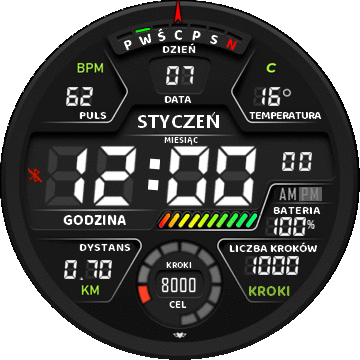 P W Ś C P S N
DZIEŃ
BPM
07
C
62
PULS
DATA
16°
TEMPERATURA
STYCZEŃ
MIESIĄC
12:00
00
AM PM
GODZINA
BATERIA
100%
DYSTANS
LICZBA KROKÓW
0.70
KM
KROKI
8000
CEL
1000
KROKI